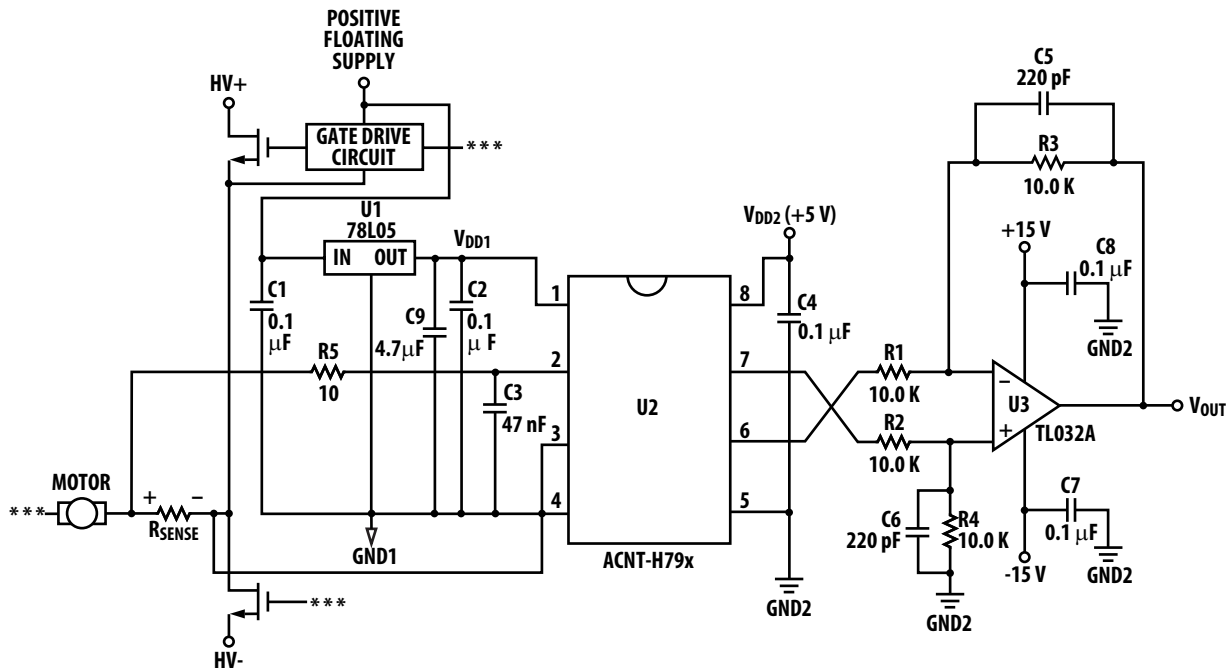 POSITIVE
FLOATING
SUPPLY
HV+
GATE DRIVE
CIRCUIT
***
U1
78L05
IN OUT
VDD1
C1
0.1
μF
C9
4.7μF
C2
0.1
μ F
R5
10
C3
47 nF
MOTOR
***
+ −
RSENSE
GND1
***
HV-
1
2
3
4
8
7
6
5
U2
ACNT-H79x
VDD2 (+5 V)
C4
0.1 μF
GND2
R1
10.0 K
R2
10.0 K
C5
220 pF
R3
10.0 K
+15 V
C8
0.1 μF
GND2
−
+
U3
TL032A
VOUT
C6
220 pF
R4
10.0 K
GND2
C7
0.1 μF
GND2
-15 V